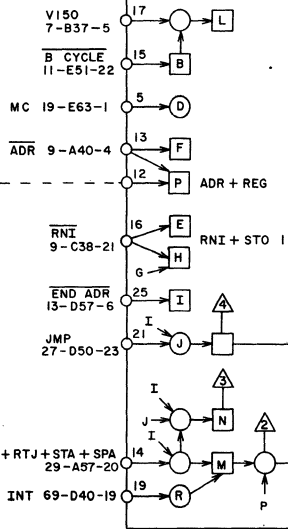 V150 17
7-B37-5 L
B CYCLE 15
11-E51-22 B
MC 19-E63-1 5 D
13
ADR 9-A40-4 F
12 P ADR + REG
16 E
RNI RNI + STO 1
9-C38-21 H
G
END ADR 25 I
13-D57-6
4
JMP 21 I
27-D50-23 J
3
I
J N
2
I
+ RTJ + STA + SPA 14 M
29-A57-20
19
INT 69-D40-19 R P